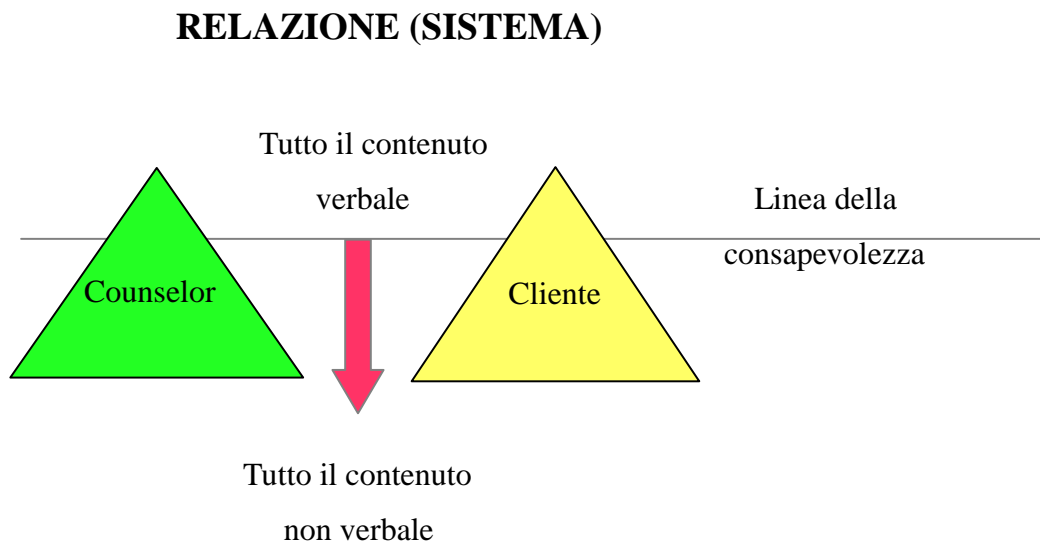 RELAZIONE (SISTEMA)
Tutto il contenuto
verbale
Linea della
consapevolezza
Counselor
Cliente
Tutto il contenuto
non verbale